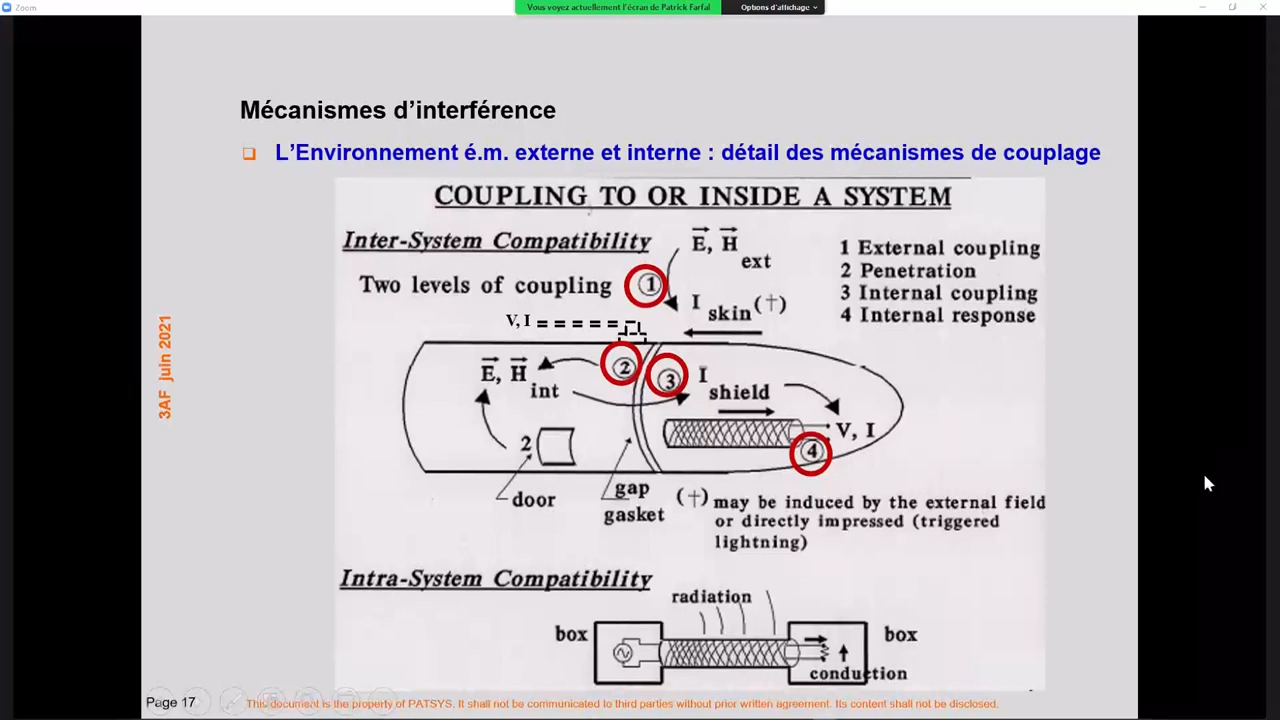 Zoom
Vous voyez actuellement l'écran de Patrick Farfal
Options d'affichage
Mécanismes d'interférence
L'Environnement é.m. externe et interne : détail des mécanismes de couplage
COUPLING TO OR INSIDE A SYSTEM
Inter-System Compatibility
E, H
ext
1 External coupling
2 Penetration
3 Internal coupling
4 Internal response
Two levels of coupling
1
I
skin (†)
V, I
2
3
E, H
int
I
shield
V, I
4
2
door
gap
gasket
(†) may be induced by the external field
or directly impressed (triggered
lightning)
Intra-System Compatibility
radiation
box
box
conduction
3AF juin 2021
Page 17
This document is the property of PATSYS. It shall not be communicated to third parties without prior written agreement. Its content shall not be disclosed.